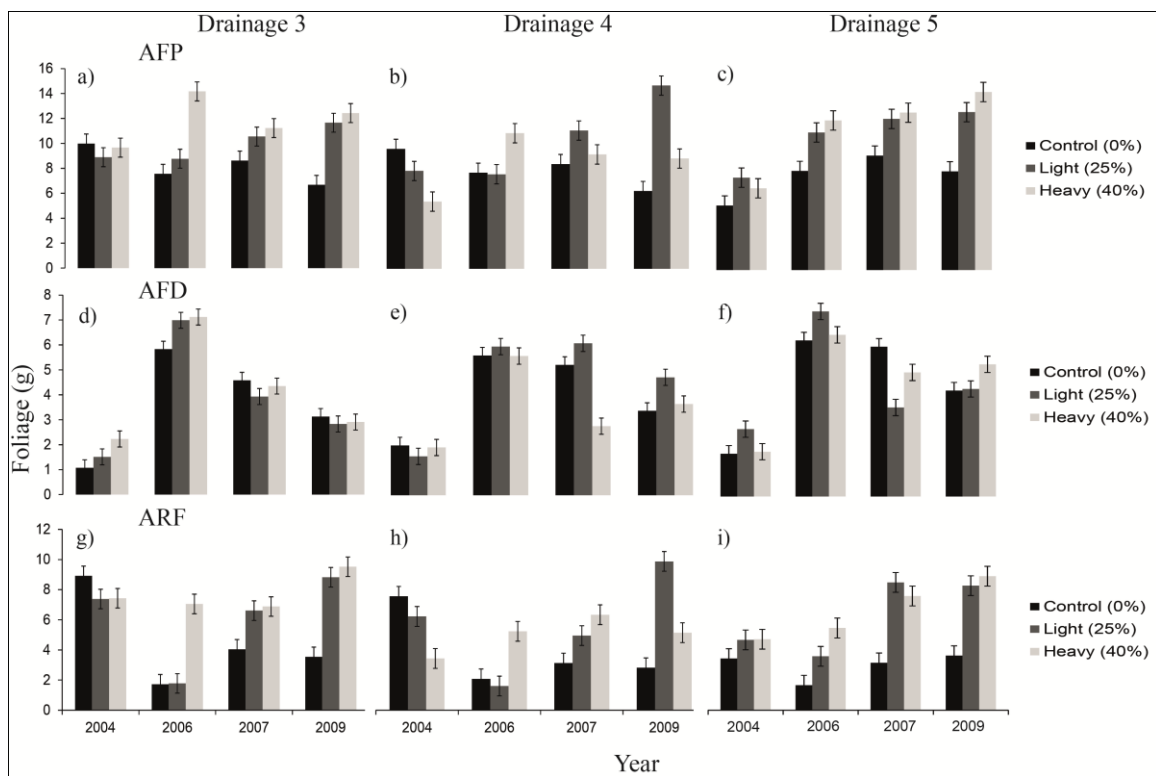 Drainage 3 Drainage 4 Drainage 5
AFP
a) b) c)
16
14
12
10
8
6
4
2
0
Control (0%)
Light (25%)
Heavy (40%)
AFD
d) e) f)
8
7
6
5
4
3
2
1
0
Control (0%)
Light (25%)
Heavy (40%)
Foliage (g)
ARF
g) h) i)
12
10
8
6
4
2
0
Control (0%)
Light (25%)
Heavy (40%)
2004 2006 2007 2009 2004 2006 2007 2009 2004 2006 2007 2009
Year